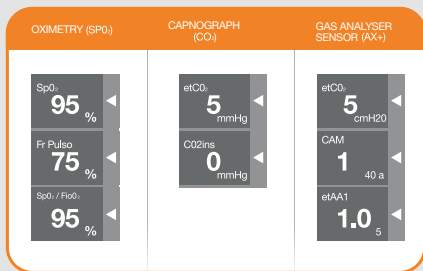 OXIMETRY (SP0₂)
Sp0₂
95 %
Fr Pulso
75 %
Sp0₂ / Fi0₂
95 %
CAPNOGRAPH
(CO₂)
etC0₂
5 mmHg
C02ins
0 mmHg
GAS ANALYSER
SENSOR (AX+)
etC0₂
5 cmH20
CAM
1 40 a
etAA1
1.0 5